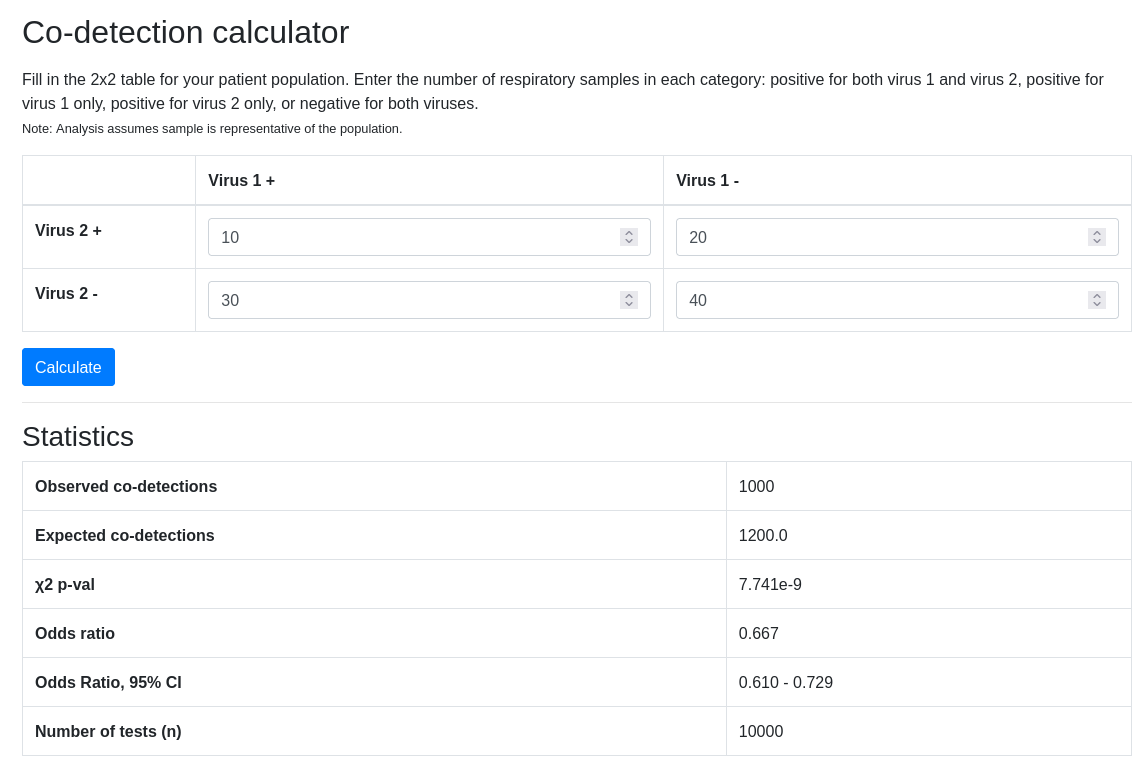 Co-detection calculator
Fill in the 2x2 table for your patient population. Enter the number of respiratory samples in each category: positive for both virus 1 and virus 2, positive for
virus 1 only, positive for virus 2 only, or negative for both viruses.
Note: Analysis assumes sample is representative of the population.
Virus 1 + Virus 1 -
Virus 2 + 10 20
Virus 2 - 30 40
Calculate
Statistics
Observed co-detections 1000
Expected co-detections 1200.0
χ2 p-val 7.741e-9
Odds ratio 0.667
Odds Ratio, 95% CI 0.610 - 0.729
Number of tests (n) 10000